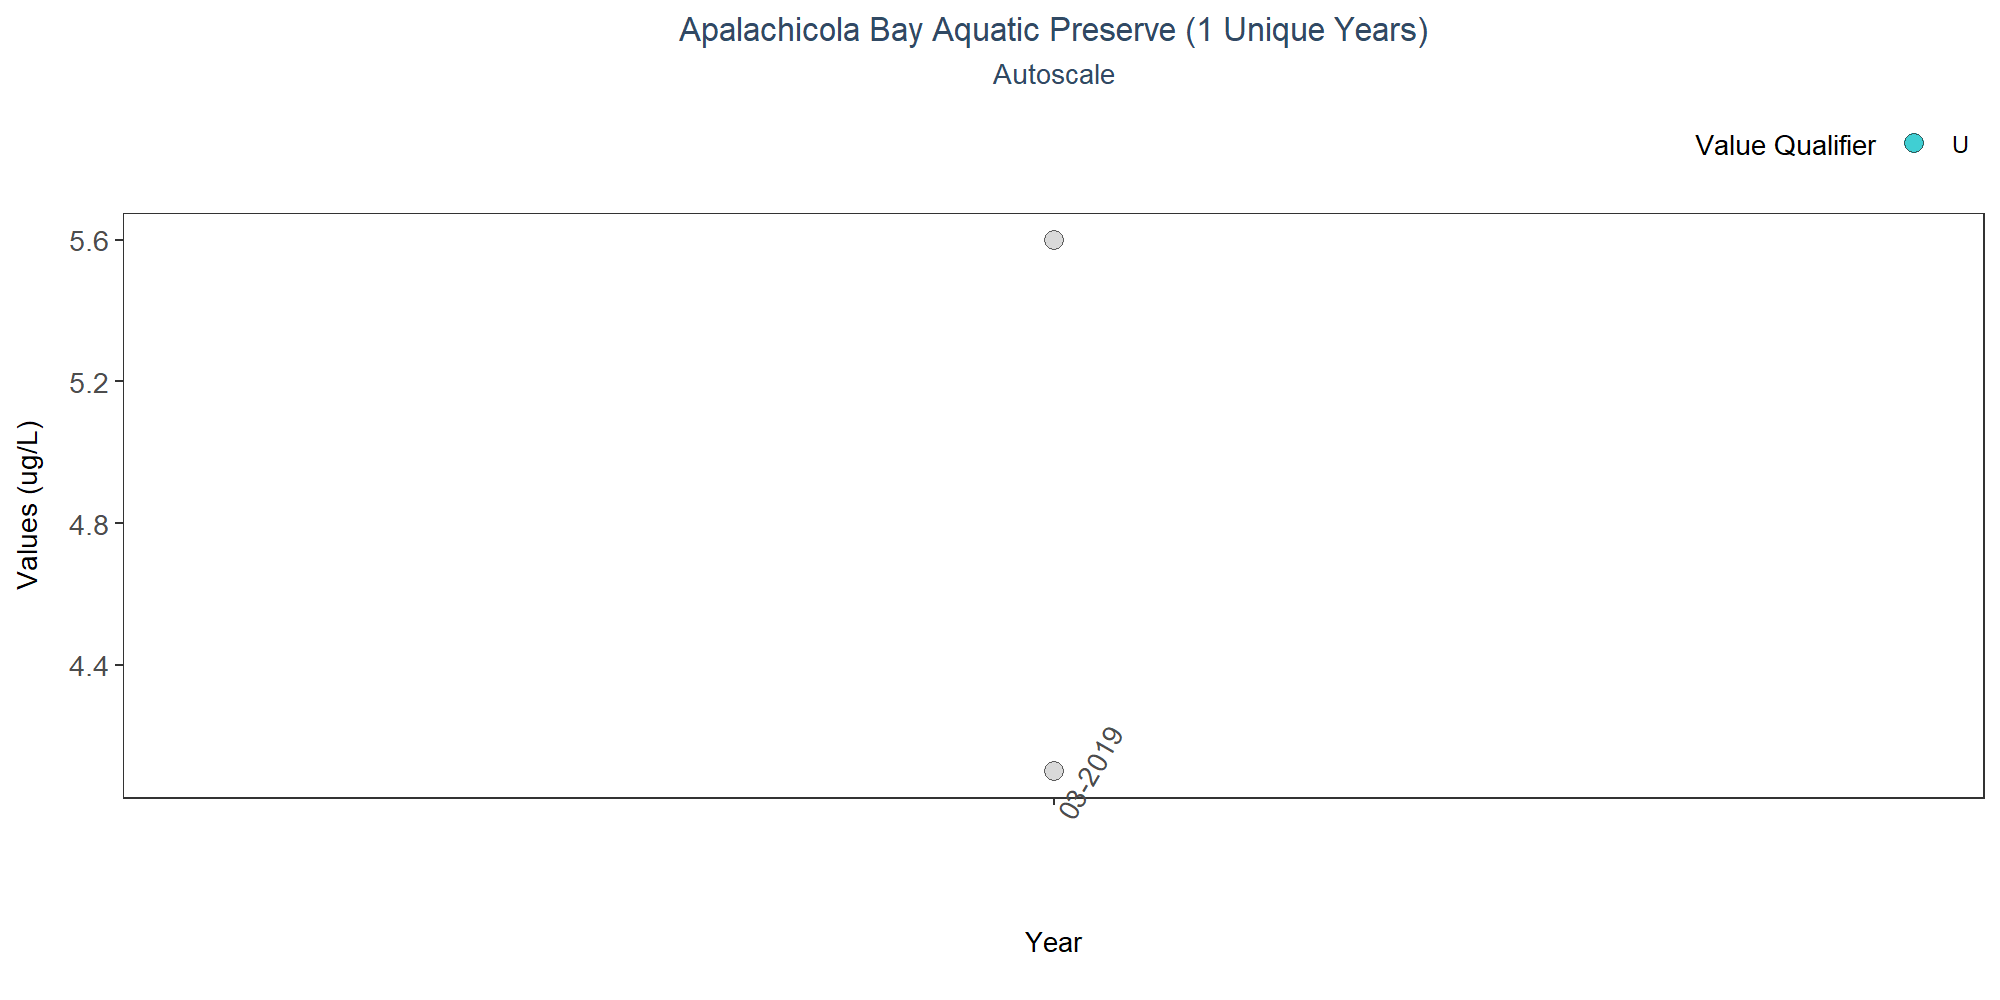 Apalachicola Bay Aquatic Preserve (1 Unique Years)
Autoscale
Value Qualifier U
5.6
5.2
4.8
4.4
Values (ug/L)
03-2019
Year